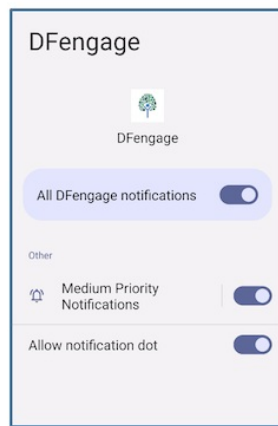 DFengage
DFengage
All DFengage notifications
Other
Medium Priority
Notifications
Allow notification dot